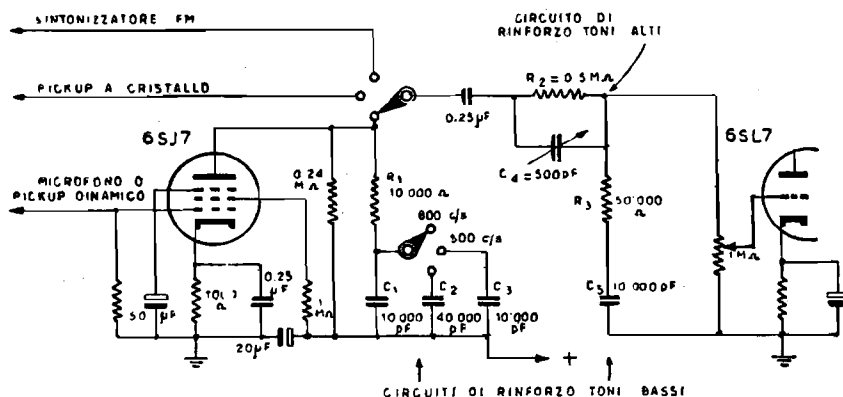 SINTONIZZATORE FM
CIRCUITO DI
RINFORZO TONI ALTI
PICKUP A CRISTALLO
R2 = 0.5 MΩ
0.25 µF
6SJ7
6SL7
C4 = 500 PF
MICROFONO O
PICKUP DINAMICO
0.24
MΩ
R1
10.000 Ω
R3
50.000
Ω
800 c/s
500 c/s
1 MΩ
0.25
µF
50
µF
Ω
1
MΩ
20µF
C1
10.000
PF
C2
40.000
PF
C3
10.000
PF
C5
10.000 PF
+
CIRCUITI DI RINFORZO TONI BASSI